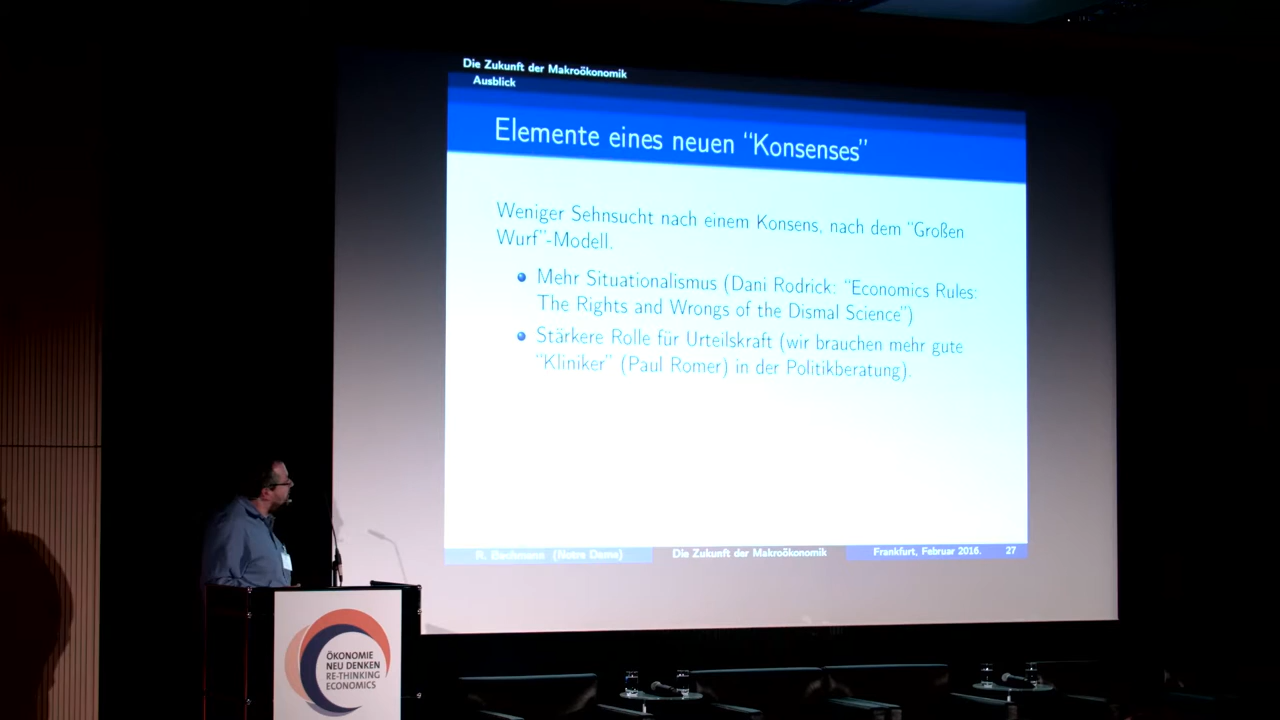 Die Zukunft der Makroökonomik
Ausblick
Elemente eines neuen “Konsenses”
Weniger Sehnsucht nach einem Konsens, nach dem “Großen
Wurf”-Modell.
Mehr Situationalismus (Dani Rodrick: “Economics Rules:
The Rights and Wrongs of the Dismal Science”)
Stärkere Rolle für Urteilskraft (wir brauchen mehr gute
“Kliniker” (Paul Romer) in der Politikberatung).
R. Bachmann (Notre Dame) Die Zukunft der Makroökonomik Frankfurt, Februar 2016. 27
ÖKONOMIE
NEU DENKEN
RE-THINKING
ECONOMICS